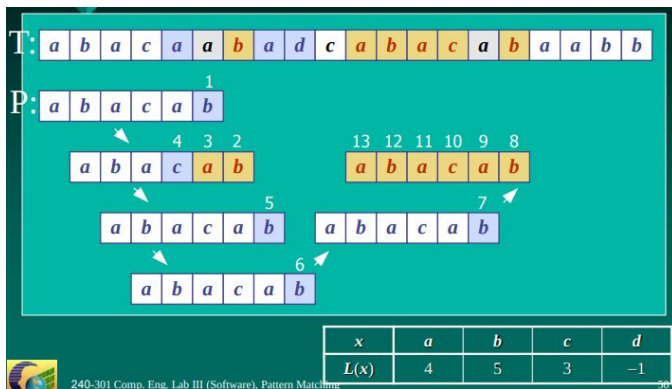 T: a b a c a a b a d c a b a c a b a a b b
1
P: a b a c a b
4 3 2 13 12 11 10 9 8
a b a c a b a b a c a b
5 7
a b a c a b a b a c a b
6
a b a c a b
x a b c d
L(x) 4 5 3 −1
240-301 Comp. Eng. Lab III (Software), Pattern Matching